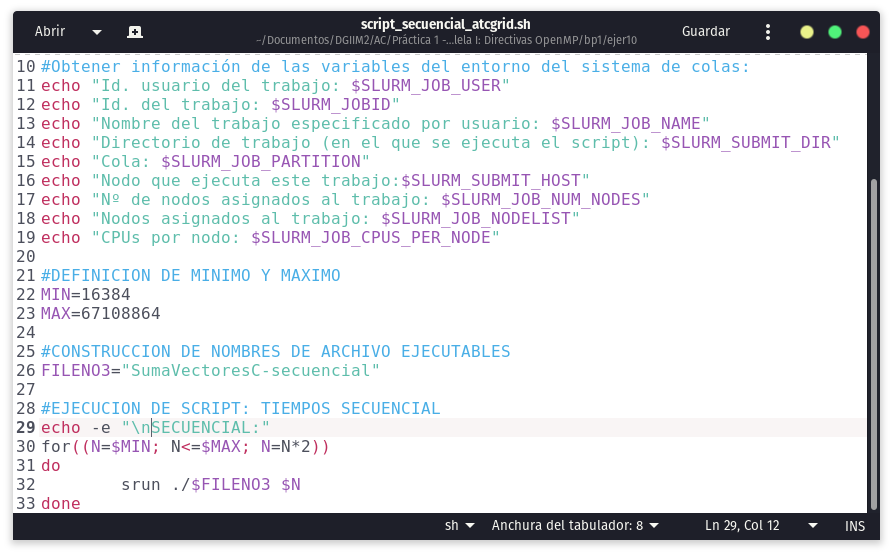 Abrir
script_secuencial_atcgrid.sh
~/Documentos/DGIIM2/AC/Práctica 1 -...lela I: Directivas OpenMP/bp1/ejer10
Guardar
10 #Obtener información de las variables del entorno del sistema de colas:
11 echo "Id. usuario del trabajo: $SLURM_JOB_USER"
12 echo "Id. del trabajo: $SLURM_JOBID"
13 echo "Nombre del trabajo especificado por usuario: $SLURM_JOB_NAME"
14 echo "Directorio de trabajo (en el que se ejecuta el script): $SLURM_SUBMIT_DIR"
15 echo "Cola: $SLURM_JOB_PARTITION"
16 echo "Nodo que ejecuta este trabajo:$SLURM_SUBMIT_HOST"
17 echo "Nº de nodos asignados al trabajo: $SLURM_JOB_NUM_NODES"
18 echo "Nodos asignados al trabajo: $SLURM_JOB_NODELIST"
19 echo "CPUs por nodo: $SLURM_JOB_CPUS_PER_NODE"
20
21 #DEFINICION DE MINIMO Y MAXIMO
22 MIN=16384
23 MAX=67108864
24
25 #CONSTRUCCION DE NOMBRES DE ARCHIVO EJECUTABLES
26 FILENO3="SumaVectoresC-secuencial"
27
28 #EJECUCION DE SCRIPT: TIEMPOS SECUENCIAL
29 echo -e "\nSECUENCIAL:"
30 for((N=$MIN; N<=$MAX; N=N*2))
31 do
32         srun ./$FILENO3 $N
33 done
sh
Anchura del tabulador: 8
Ln 29, Col 12
INS